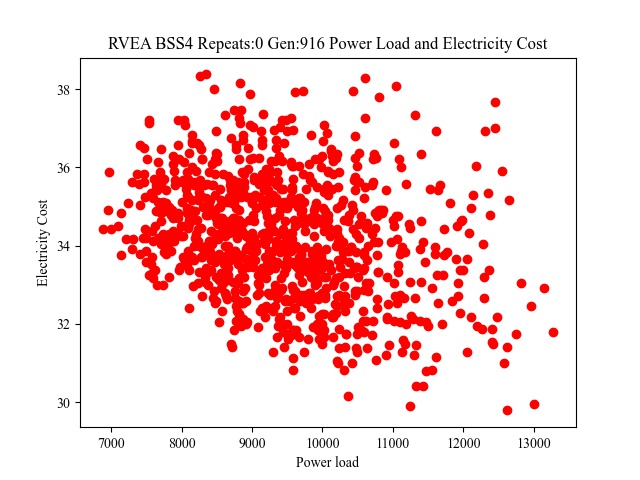 RVEA BSS4 Repeats:0 Gen:916 Power Load and Electricity Cost
38
36
34
32
30
Electricity Cost
7000 8000 9000 10000 11000 12000 13000
Power load